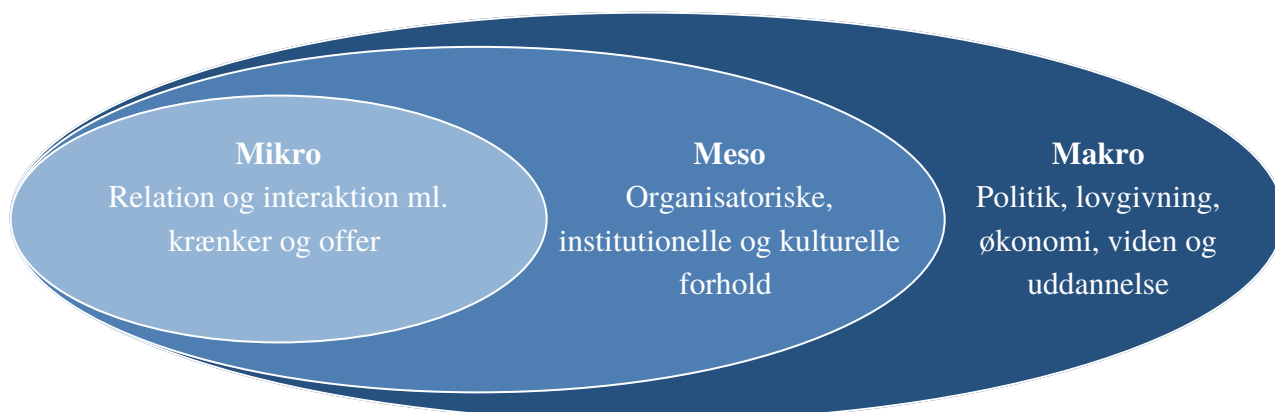 Mikro
Relation og interaktion ml.
krænker og offer
Meso
Organisatoriske,
institutionelle og kulturelle
forhold
Makro
Politik, lovgivning,
økonomi, viden og
uddannelse